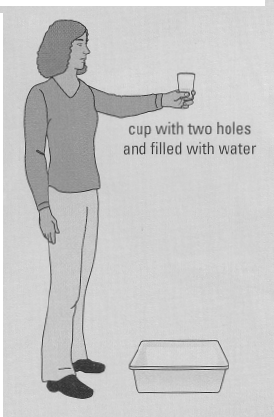 cup with two holes
and filled with water